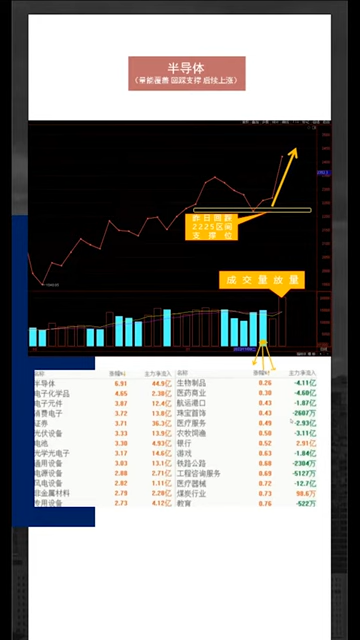 半导体
（量能覆盖 回踩支撑 后续上涨）
昨日回踩
2225区间
支撑位
成交量放量
名称 涨幅%↓ 主力净流入 名称 涨幅%↓ 主力净流入
半导体 6.91 44.9亿 生物制品 0.26 -4.11亿
电子化学品 4.65 2.30亿 医药商业 0.30 -4.60亿
电子元件 3.87 12.4亿 航运港口 0.43 -1.87亿
消费电子 3.72 13.0亿 珠宝首饰 0.43 -2607万
证券 3.71 36.3亿 医疗服务 0.49 -2.93亿
光伏设备 3.33 13.9亿 农牧饲渔 0.50 -3.11亿
电池 3.30 4.93亿 银行 0.52 2.91亿
光学光电子 3.17 14.6亿 游戏 0.63 -1.84亿
通用设备 3.03 13.1亿 铁路公路 0.68 -2304万
电源设备 2.88 2.71亿 工程咨询服务 0.69 -5127万
风电设备 2.82 1.11亿 医疗器械 0.72 -12.7亿
非金属材料 2.79 2.20亿 煤炭行业 0.73 98.6万
专用设备 2.73 4.12亿 教育 0.76 -522万